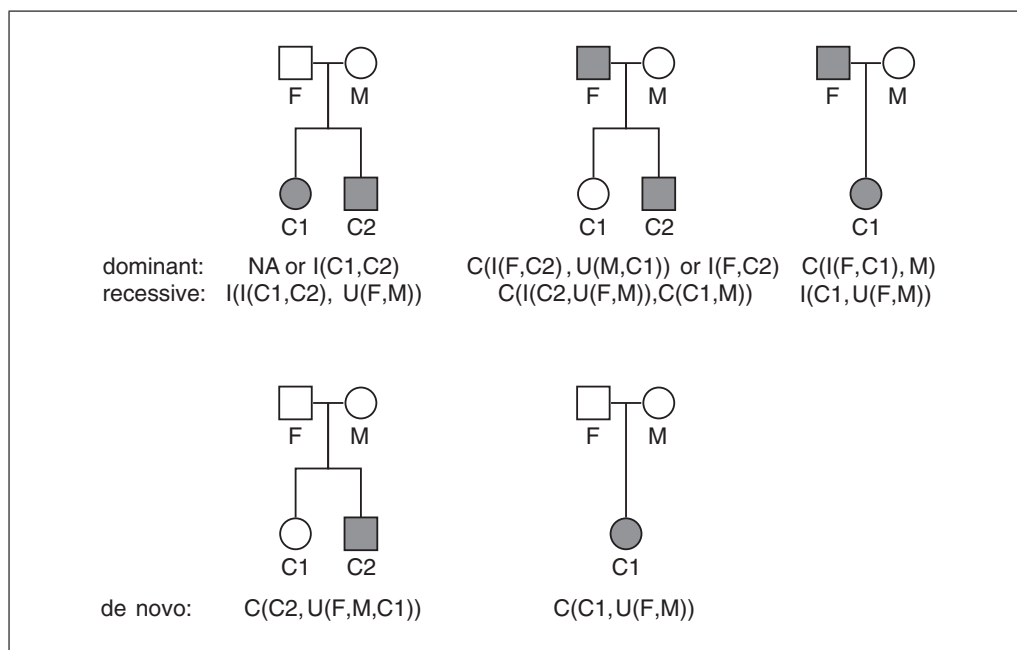 F M F M F M
C1 C2 C1 C2 C1
dominant: NA or I(C1,C2) C(I(F,C2) , U(M,C1)) or I(F,C2) C(I(F,C1), M)
recessive: I(I(C1,C2), U(F,M)) C(I(C2,U(F,M)),C(C1,M)) I(C1,U(F,M))
F M F M
C1 C2 C1
de novo: C(C2,U(F,M,C1)) C(C1,U(F,M))